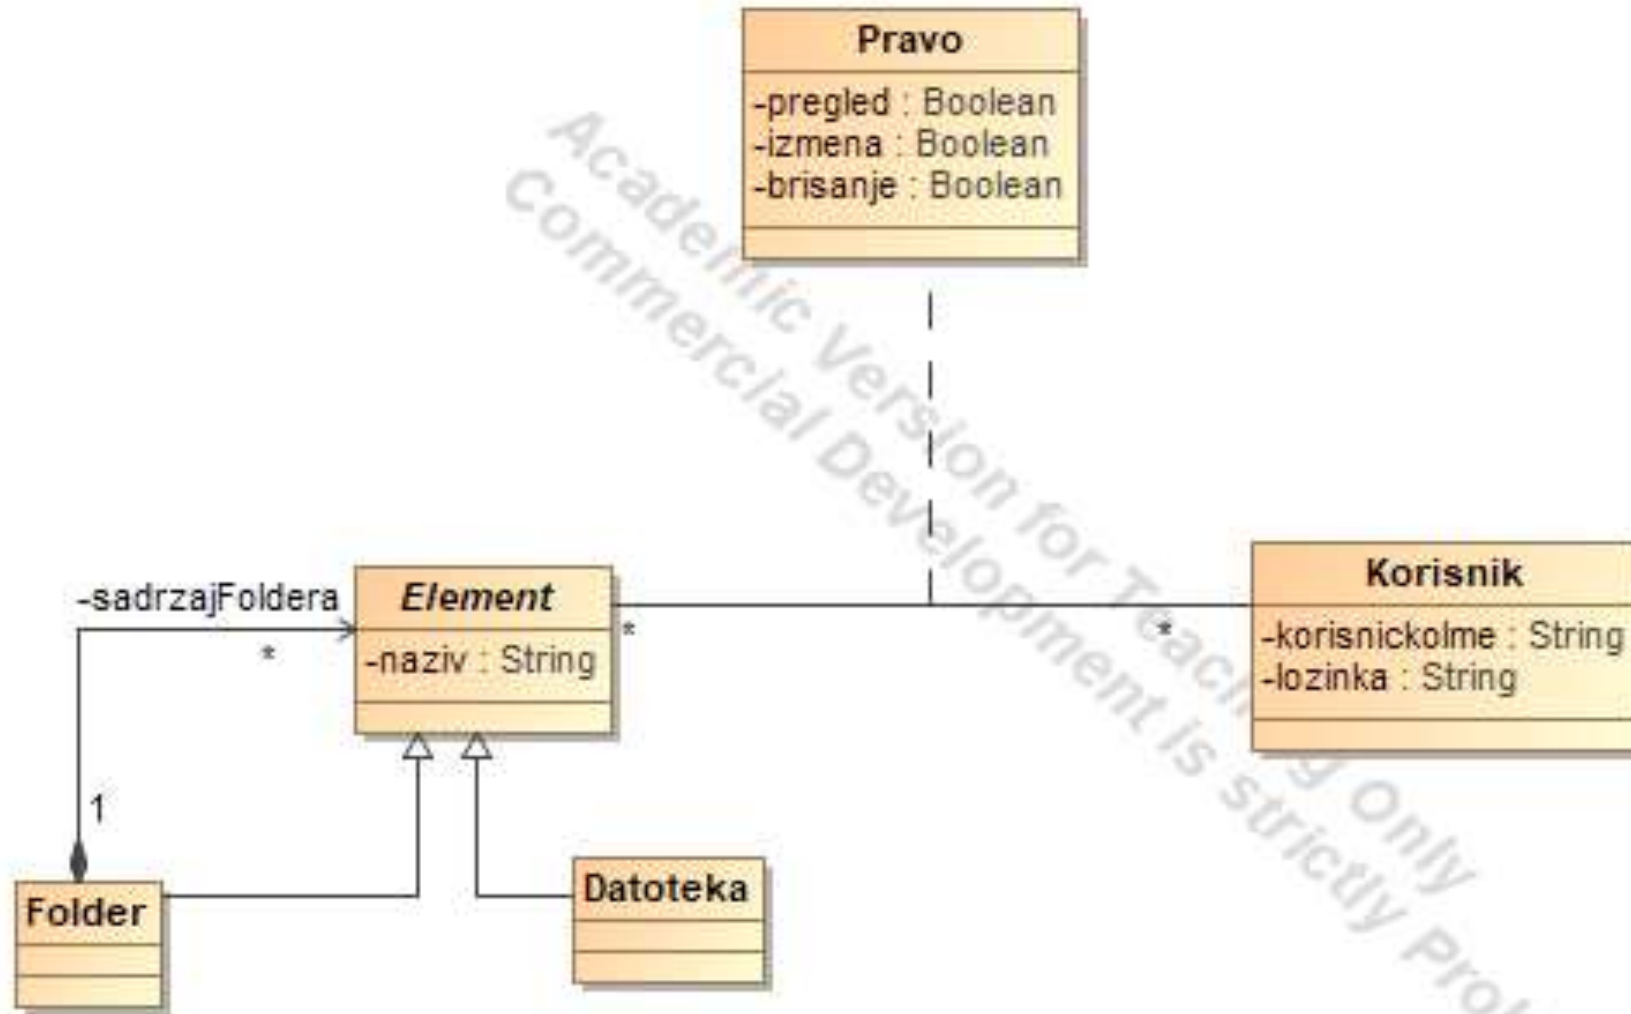 Pravo
-pregled : Boolean
-izmena : Boolean
-brisanje : Boolean
Academic Version for Teaching Only
Commercial Development is strictly
-sadrzajFoldera
*
1
Element
-naziv : String
*
*
Korisnik
-korisnickoIme : String
-lozinka : String
Folder
Datoteka